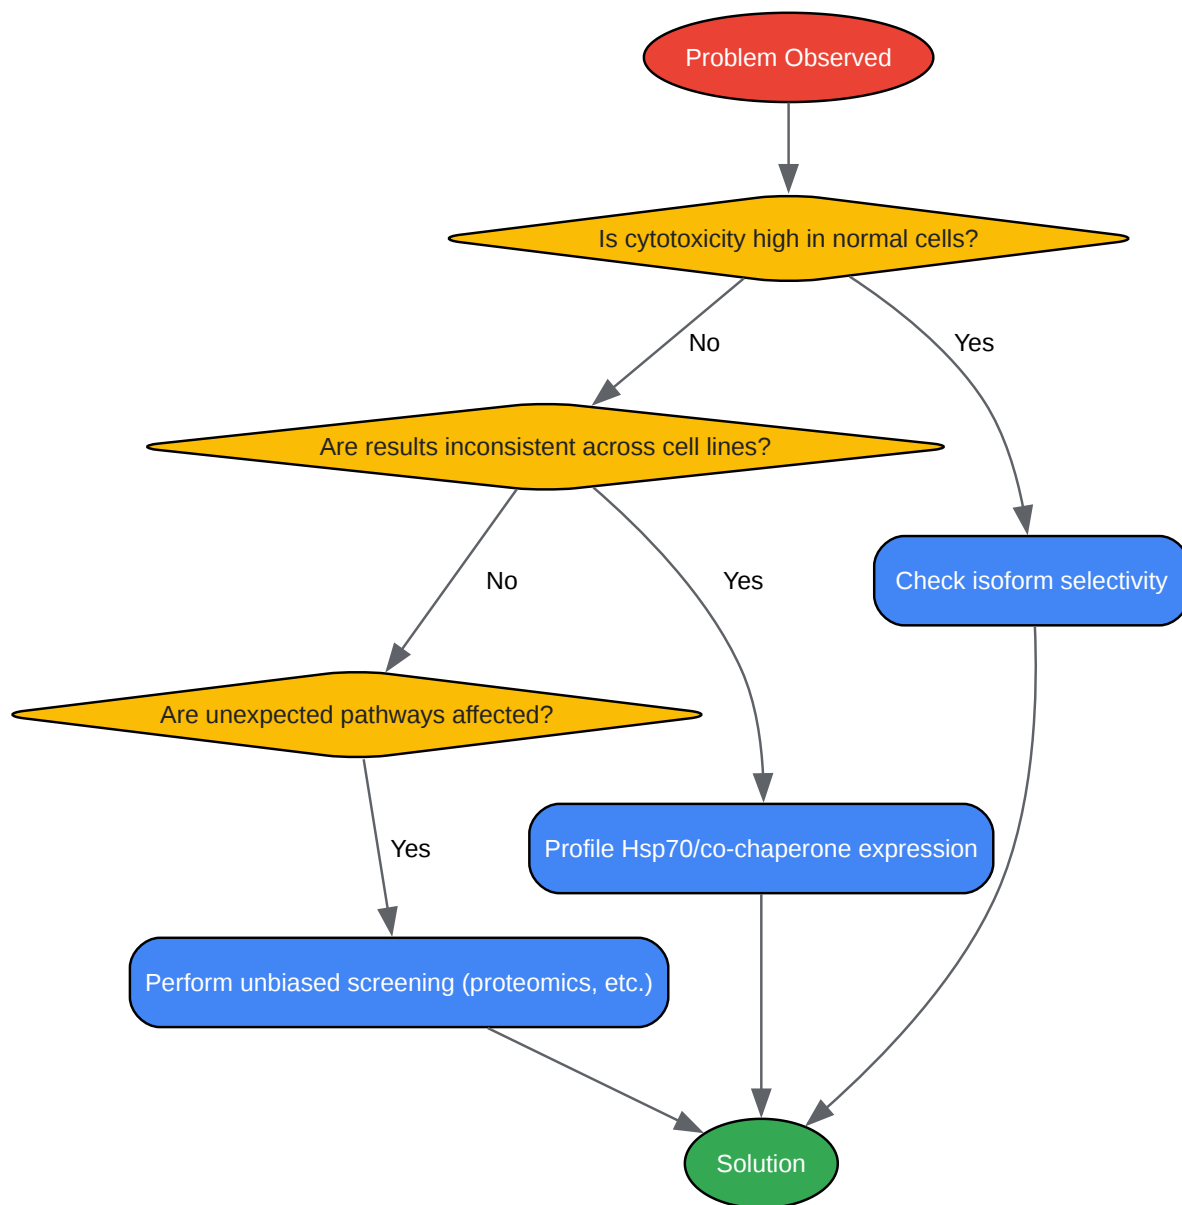 Problem Observed
Is cytotoxicity high in normal cells?
No
Yes
Are results inconsistent across cell lines?
No
Yes
Check isoform selectivity
Are unexpected pathways affected?
Yes
Profile Hsp70/co-chaperone expression
Perform unbiased screening (proteomics, etc.)
Solution